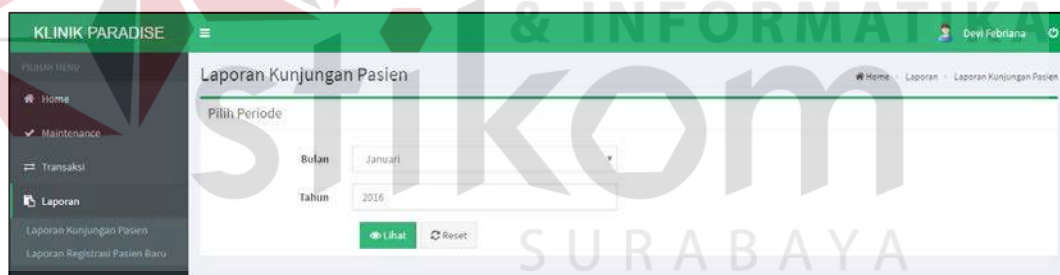 & INFORMATIKA
KLINIK PARADISE
Devi Febriana
PILIHAN MENU
Laporan Kunjungan Pasien
Home > Laporan > Laporan Kunjungan Pasien
Home
Pilih Periode
Maintenance
Bulan Januari
Transaksi
Tahun 2016
Laporan
Lihat Reset
Laporan Kunjungan Pasien
Laporan Registrasi Pasien Baru
stikom
SURABAYA